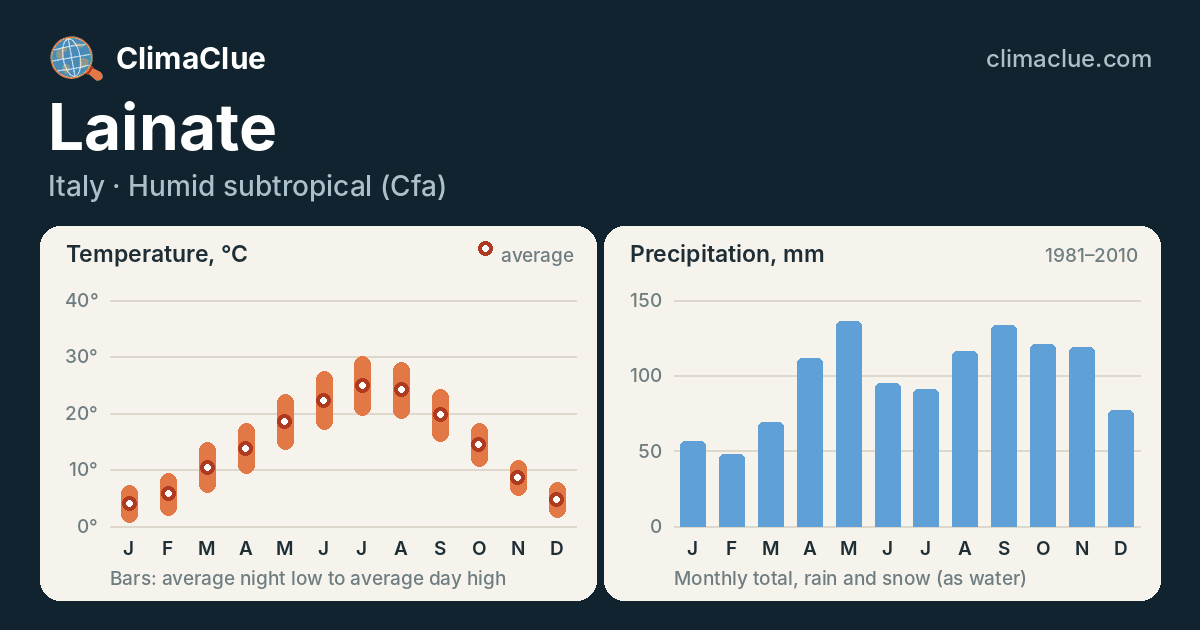 ClimaClue
climaclue.com
Lainate
Italy · Humid subtropical (Cfa)
Temperature, °C
average
40°
30°
20°
10°
0°
J F M A M J J A S O N D
Bars: average night low to average day high
Precipitation, mm
1981–2010
150
100
50
0
J F M A M J J A S O N D
Monthly total, rain and snow (as water)